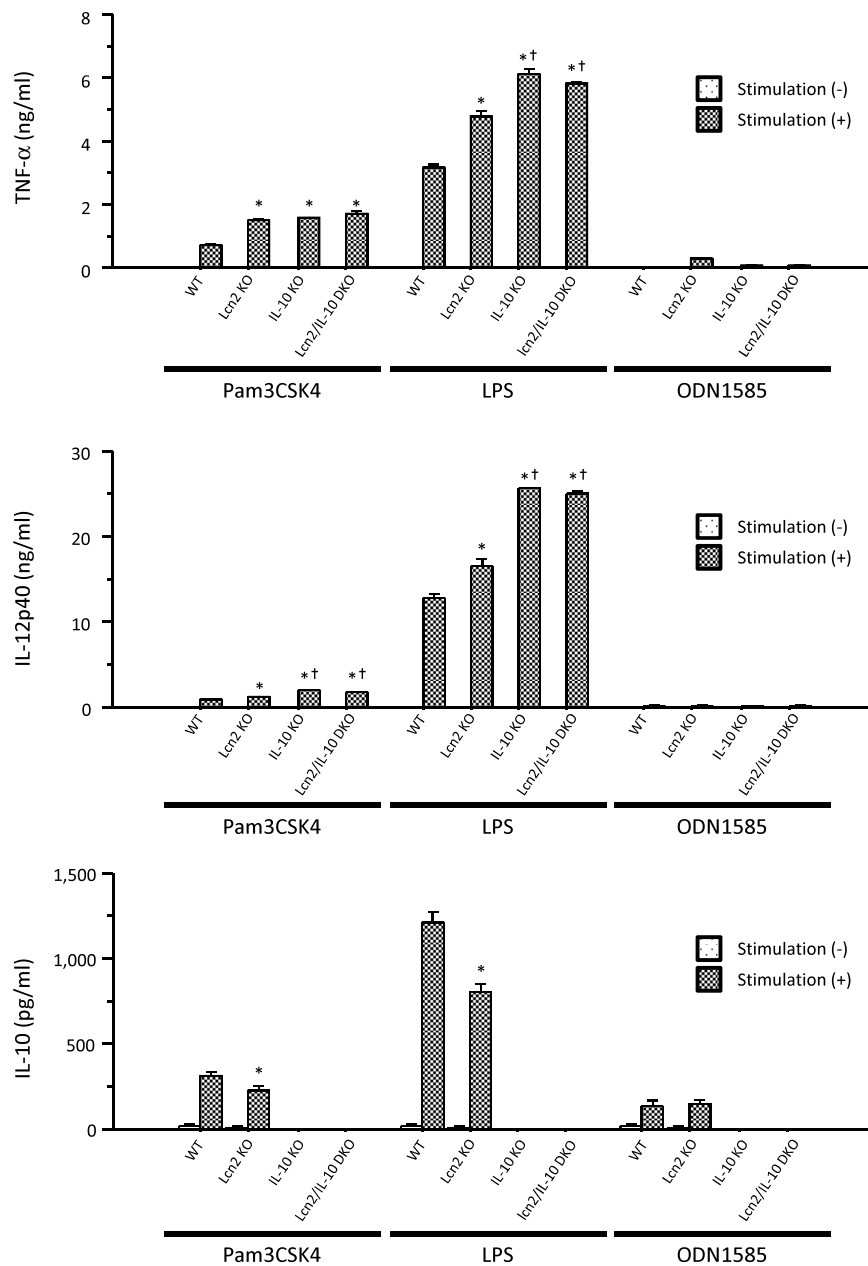 8
6
4
2
0
TNF-α (ng/ml)
*
*
*
*
*†
*†
Stimulation (-)
Stimulation (+)
WT
Lcn2 KO
IL-10 KO
Lcn2/IL-10 DKO
WT
Lcn2 KO
IL-10 KO
lcn2/IL-10 DKO
WT
Lcn2 KO
IL-10 KO
Lcn2/IL-10 DKO
Pam3CSK4
LPS
ODN1585
30
20
10
0
IL-12p40 (ng/ml)
*
*†
*†
*
*†
*†
Stimulation (-)
Stimulation (+)
WT
Lcn2 KO
IL-10 KO
Lcn2/IL-10 DKO
WT
Lcn2 KO
IL-10 KO
Lcn2/IL-10 DKO
WT
Lcn2 KO
IL-10 KO
Lcn2/IL-10 DKO
Pam3CSK4
LPS
ODN1585
1,500
1,000
500
0
IL-10 (pg/ml)
*
*
Stimulation (-)
Stimulation (+)
WT
Lcn2 KO
IL-10 KO
Lcn2/IL-10 DKO
WT
Lcn2 KO
IL-10 KO
lcn2/IL-10 DKO
WT
Lcn2 KO
IL-10 KO
Lcn2/IL-10 DKO
Pam3CSK4
LPS
ODN1585